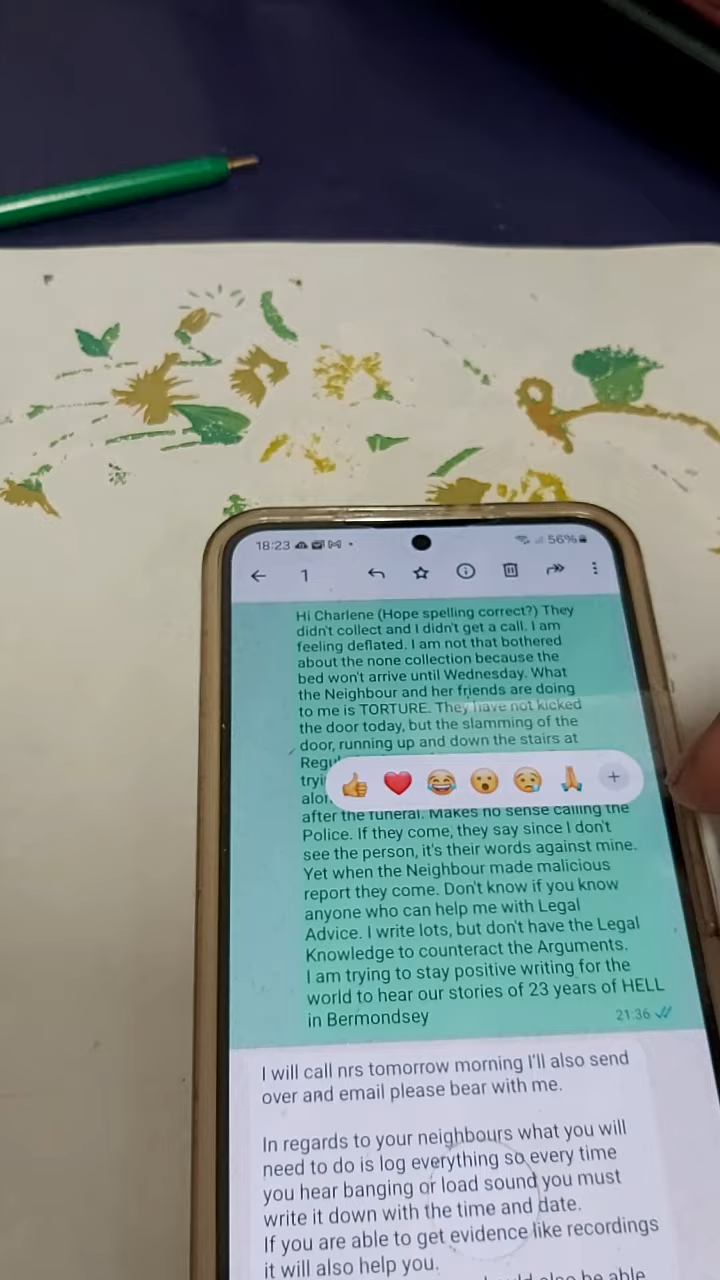 18:23
56%
1
Hi Charlene (Hope spelling correct?) They
didn't collect and I didn't get a call. I am
feeling deflated. I am not that bothered
about the none collection because the
bed won't arrive until Wednesday. What
the Neighbour and her friends are doing
to me is TORTURE. They have not kicked
the door today, but the slamming of the
door, running up and down the stairs at
after the funeral. Makes no sense calling the
Police. If they come, they say since I don't
see the person, it's their words against mine.
Yet when the Neighbour made malicious
report they come. Don't know if you know
anyone who can help me with Legal
Advice. I write lots, but don't have the Legal
Knowledge to counteract the Arguments.
I am trying to stay positive writing for the
world to hear our stories of 23 years of HELL
in Bermondsey
21:36
I will call nrs tomorrow morning I'll also send
over and email please bear with me.
In regards to your neighbours what you will
need to do is log everything so every time
you hear banging or load sound you must
write it down with the time and date.
If you are able to get evidence like recordings
it will also help you.
also be able